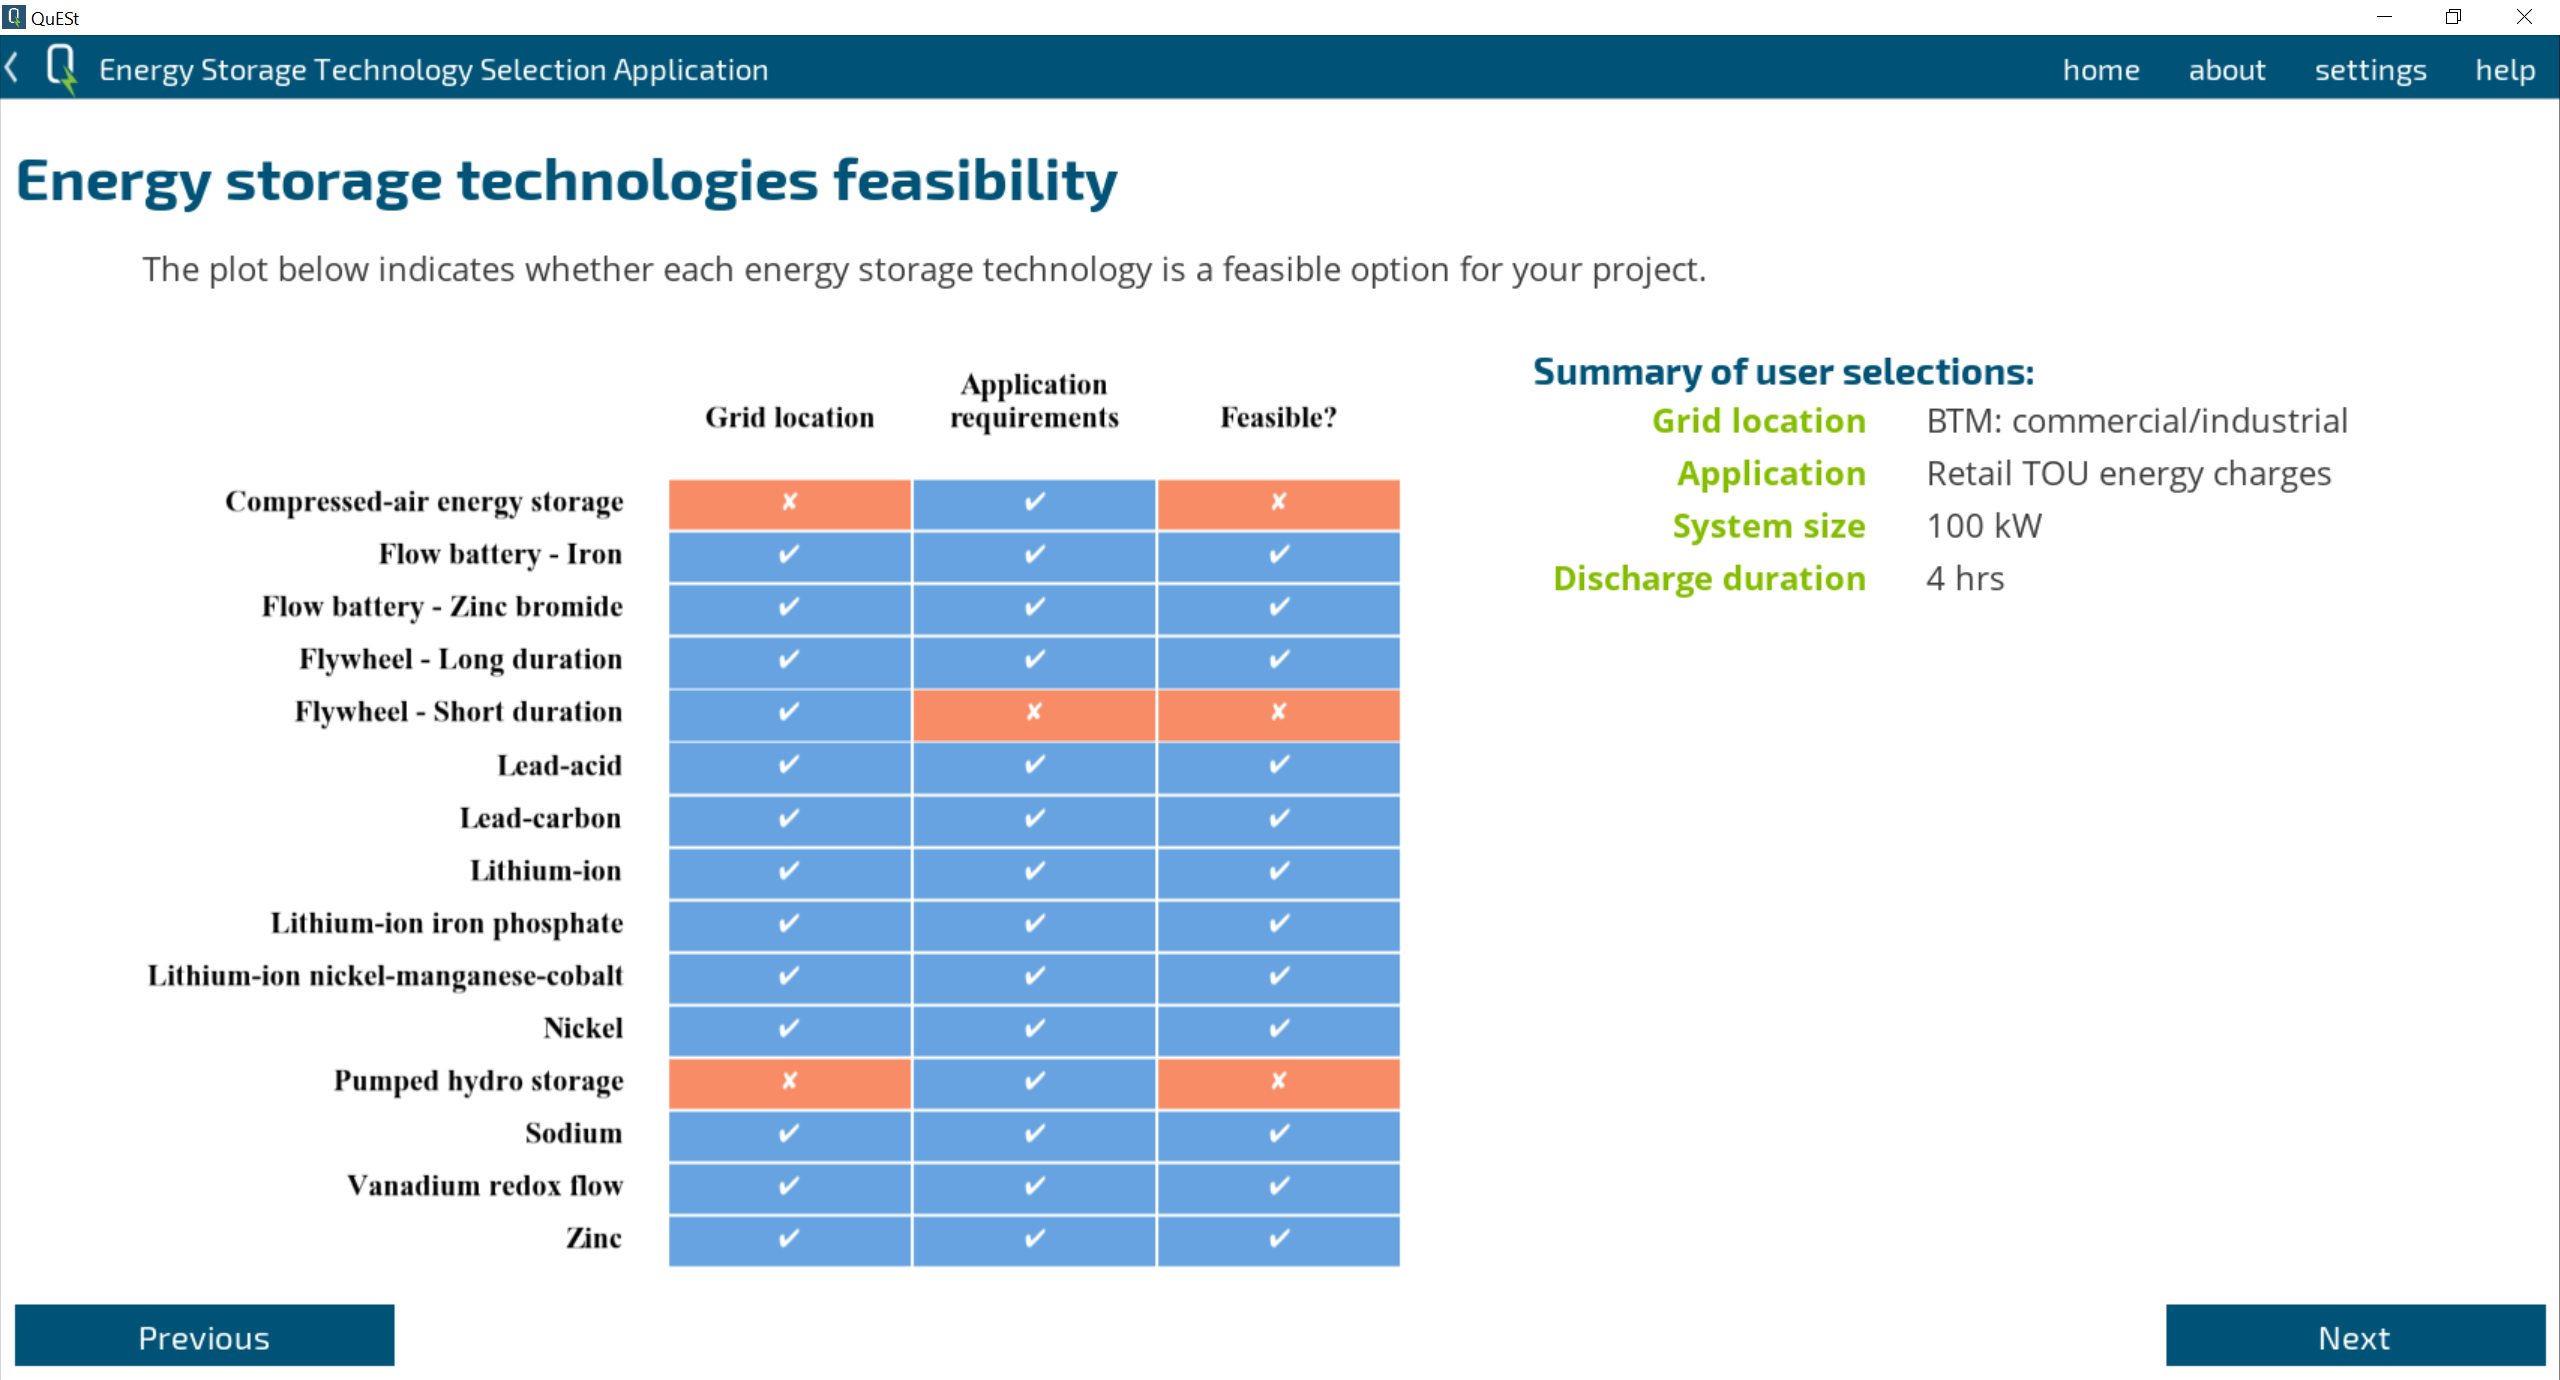 QuESt
Energy Storage Technology Selection Application home about settings help
Energy storage technologies feasibility
The plot below indicates whether each energy storage technology is a feasible option for your project.
Grid location
Application
requirements
Feasible?
Compressed-air energy storage ✘ ✔ ✘
Flow battery - Iron ✔ ✔ ✔
Flow battery - Zinc bromide ✔ ✔ ✔
Flywheel - Long duration ✔ ✔ ✔
Flywheel - Short duration ✔ ✘ ✘
Lead-acid ✔ ✔ ✔
Lead-carbon ✔ ✔ ✔
Lithium-ion ✔ ✔ ✔
Lithium-ion iron phosphate ✔ ✔ ✔
Lithium-ion nickel-manganese-cobalt ✔ ✔ ✔
Nickel ✔ ✔ ✔
Pumped hydro storage ✘ ✔ ✘
Sodium ✔ ✔ ✔
Vanadium redox flow ✔ ✔ ✔
Zinc ✔ ✔ ✔
Summary of user selections:
Grid location BTM: commercial/industrial
Application Retail TOU energy charges
System size 100 kW
Discharge duration 4 hrs
Previous
Next